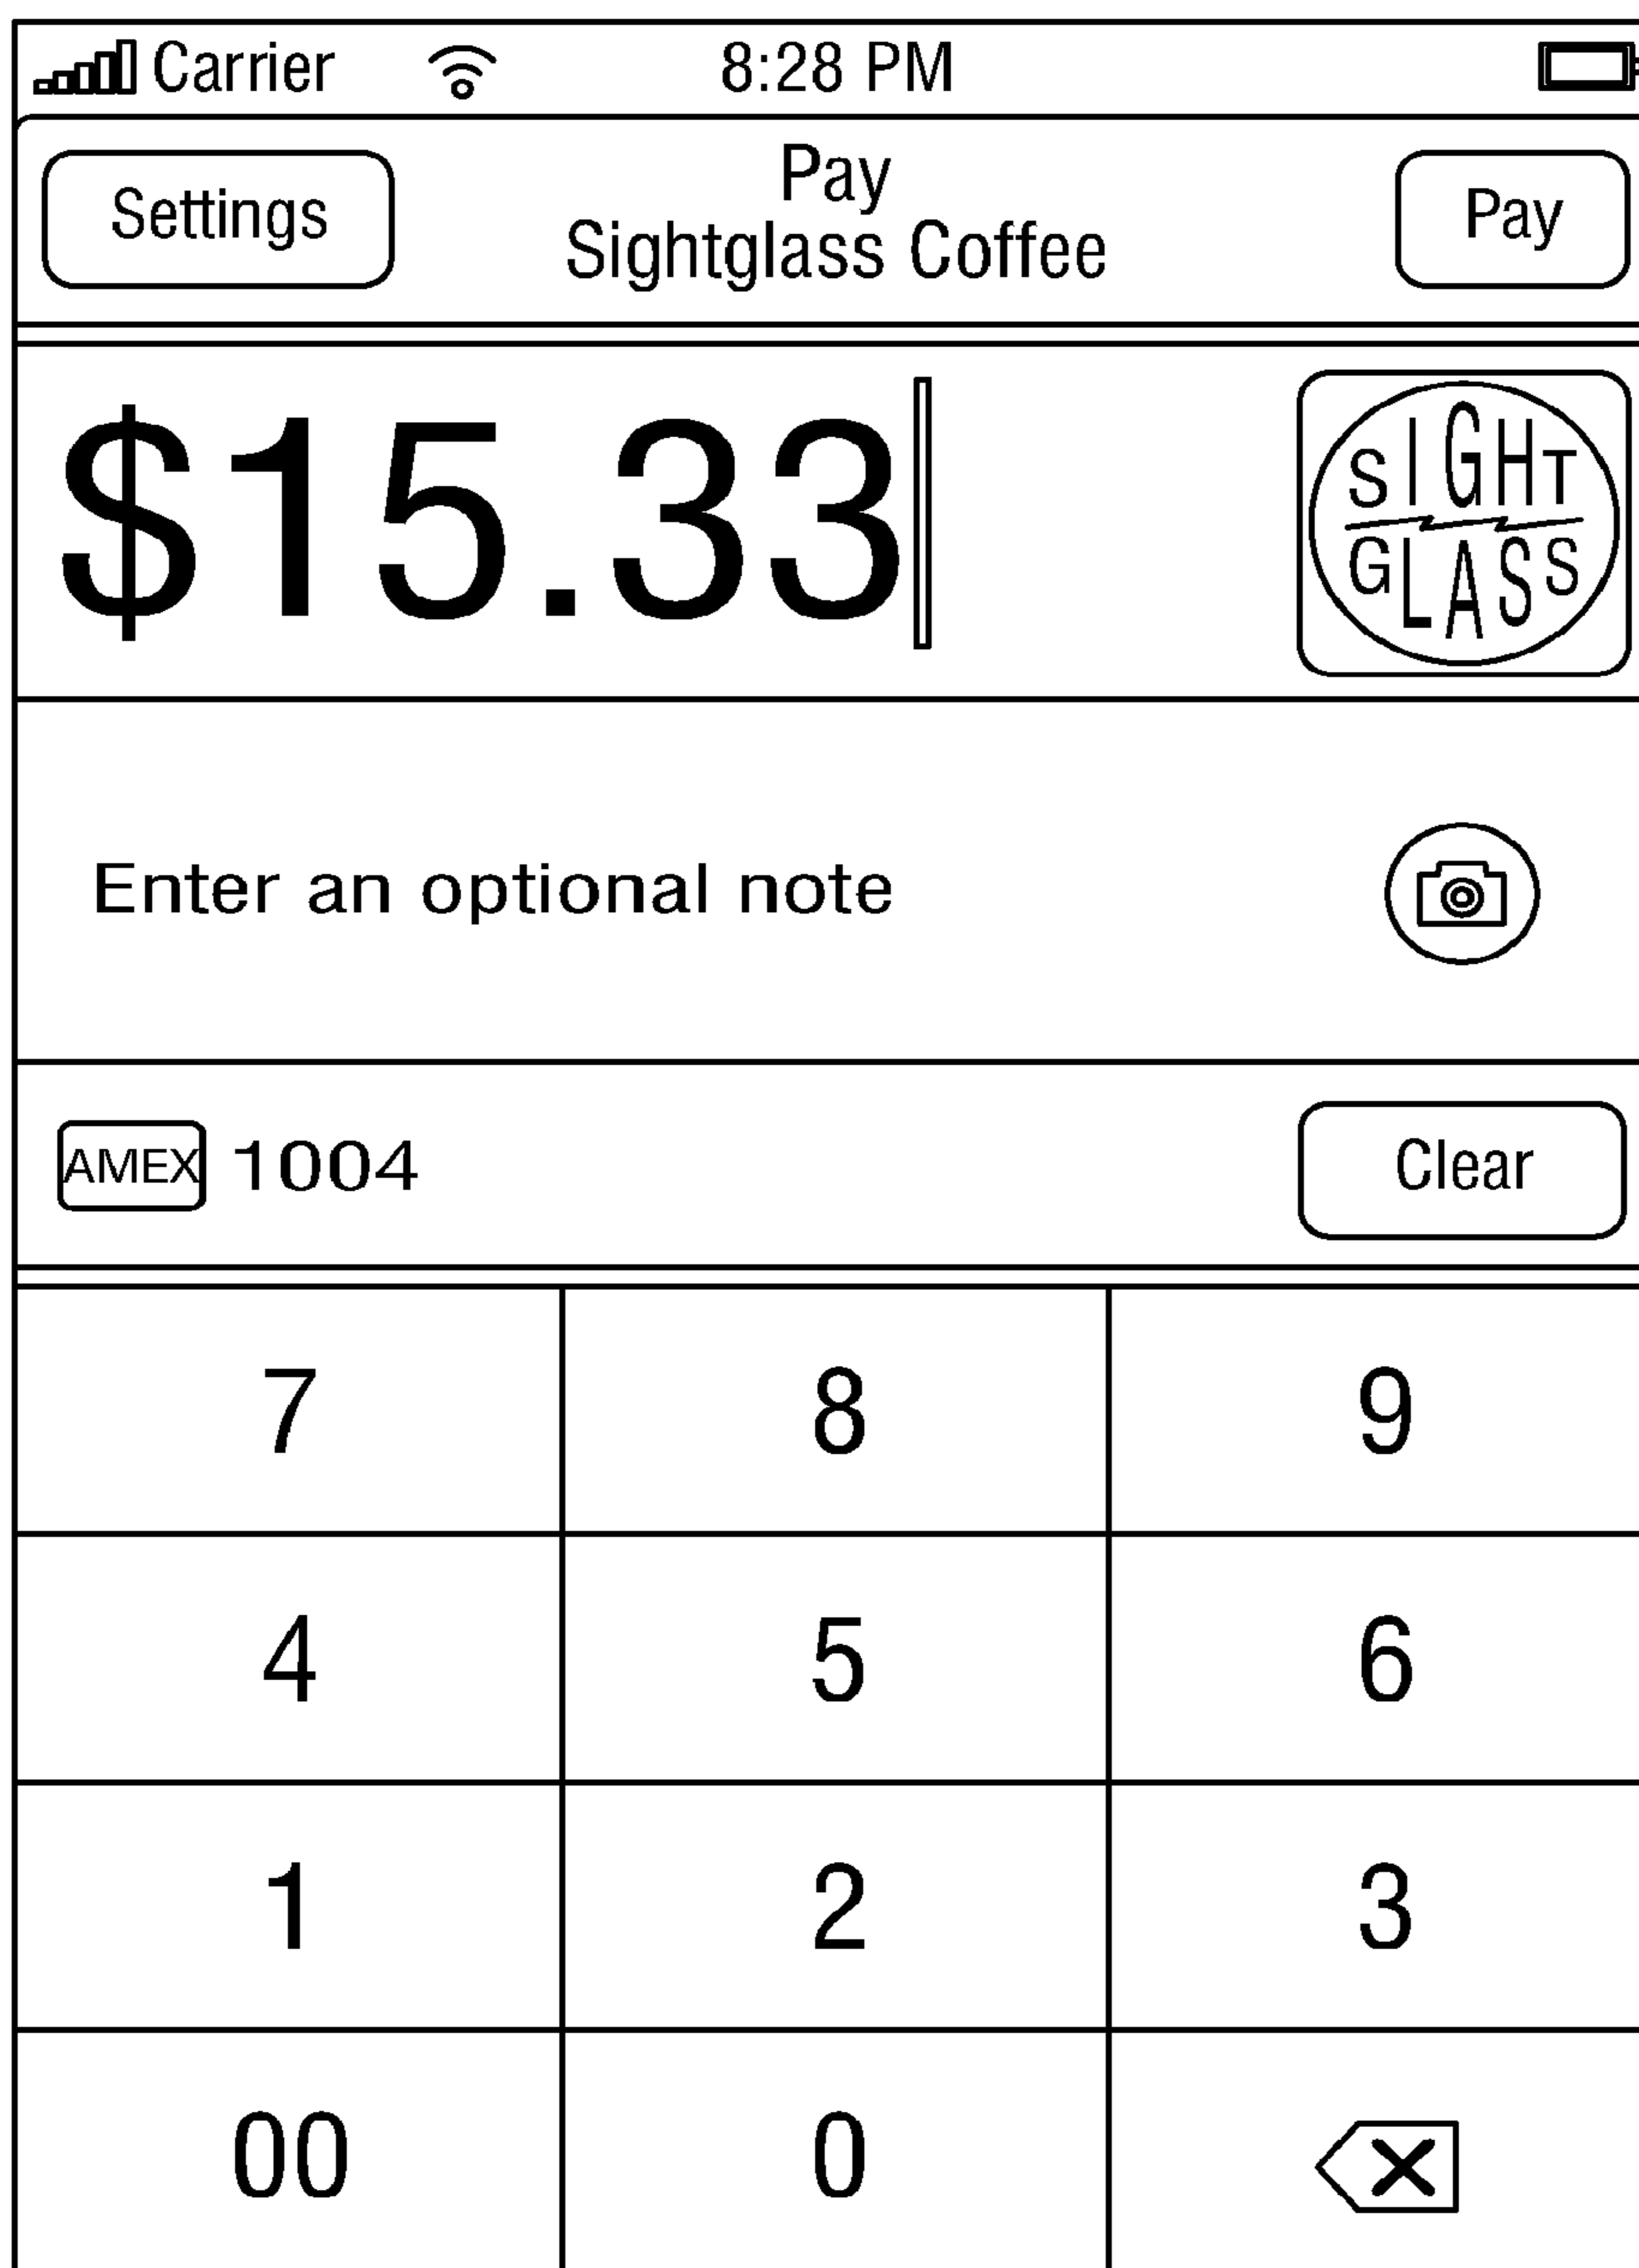 Carrier 8:28 PM
Settings
Pay
Sightglass Coffee
Pay
$15.33
SIGHT
GLASS
Enter an optional note
AMEX 1004
Clear
7 8 9
4 5 6
1 2 3
00 0